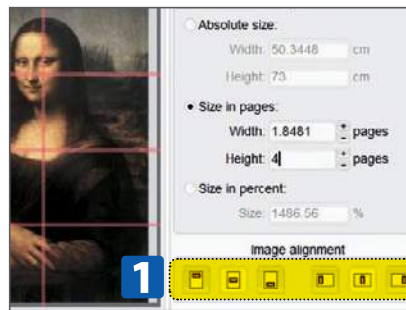 Absolute size:
Width: 50.3448 cm
Height: 73 cm
Size in pages:
Width: 1.8481 pages
Height: 4 pages
Size in percent:
Size: 1486.56 %
Image alignment
1